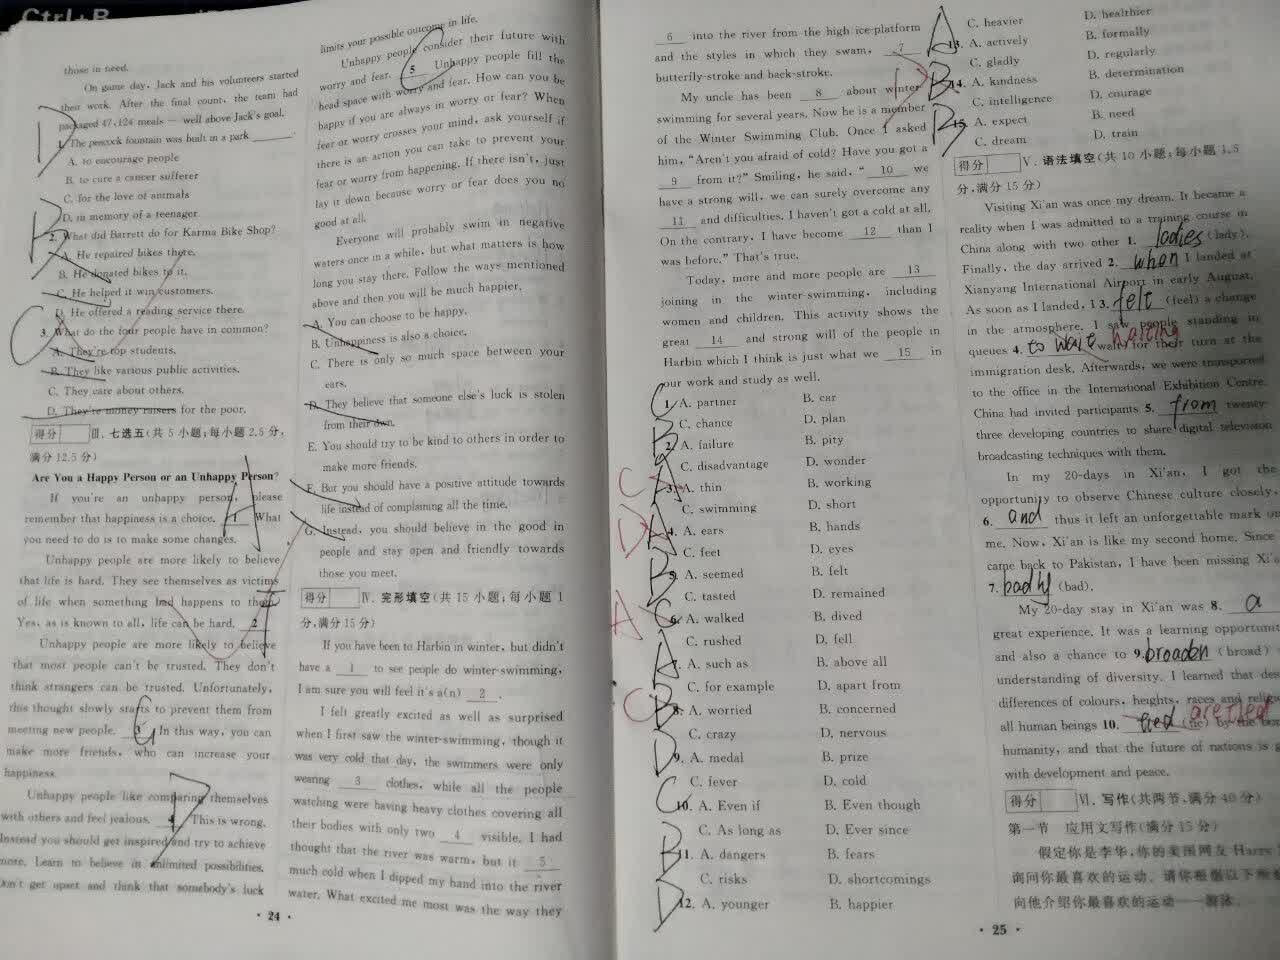 Ctrl+B
those in need.
On game day, Jack and his volunteers started
their work. After the final count, the team had
packaged 47,124 meals — well above Jack's goal.
D
1. The peacock fountain was built in a park ______.
A. to encourage people
B. to cure a cancer sufferer
C. for the love of animals
D. in memory of a teenager
B
2. What did Barrett do for Karma Bike Shop?
A. He repaired bikes there.
B. He donated bikes to it.
C. He helped it win customers.
D. He offered a reading service there.
C
3. What do the four people have in common?
A. They're top students.
B. They like various public activities.
C. They care about others.
D. They're money raisers for the poor.
得分
Ⅲ. 七选五(共 5 小题;每小题 2.5 分,
满分 12.5 分)
Are You a Happy Person or an Unhappy Person?
If you're an unhappy person, please
remember that happiness is a choice. 1 What
A
you need to do is to make some changes.
Unhappy people are more likely to believe
that life is hard. They see themselves as victims
of life when something bad happens to them.
Yes, as is known to all, life can be hard. 2
F
Unhappy people are more likely to believe
that most people can't be trusted. They don't
think strangers can be trusted. Unfortunately,
this thought slowly starts to prevent them from
meeting new people. 3 In this way, you can
G
make more friends, who can increase your
happiness.
Unhappy people like comparing themselves
with others and feel jealous. 4 This is wrong.
D
Instead you should get inspired and try to achieve
more. Learn to believe in unlimited possibilities.
Don't get upset and think that somebody's luck
· 24 ·
limits your possible outcome in life.
Unhappy people consider their future with
worry and fear. 5 Unhappy people fill the
head space with worry and fear. How can you be
happy if you are always in worry or fear? When
fear or worry crosses your mind, ask yourself if
there is an action you can take to prevent your
fear or worry from happening. If there isn't, just
lay it down because worry or fear does you no
good at all.
Everyone will probably swim in negative
waters once in a while, but what matters is how
long you stay there. Follow the ways mentioned
above and then you will be much happier.
A. You can choose to be happy.
B. Unhappiness is also a choice.
C. There is only so much space between your
ears.
D. They believe that someone else's luck is stolen
from their own.
E. You should try to be kind to others in order to
make more friends.
F. But you should have a positive attitude towards
life instead of complaining all the time.
G. Instead, you should believe in the good in
people and stay open and friendly towards
those you meet.
得分
Ⅳ. 完形填空(共 15 小题;每小题 1
分,满分 15 分)
If you have been to Harbin in winter, but didn't
have a 1 to see people do winter-swimming,
I am sure you will feel it's a(n) 2 .
I felt greatly excited as well as surprised
when I first saw the winter-swimming, though it
was very cold that day, the swimmers were only
wearing 3 clothes, while all the people
watching were having heavy clothes covering all
their bodies with only two 4 visible. I had
thought that the river was warm, but it 5
much cold when I dipped my hand into the river
water. What excited me most was the way they
6 into the river from the high ice-platform
and the styles in which they swam, 7
butterfly-stroke and back-stroke.
My uncle has been 8 about winter
swimming for several years. Now he is a member
of the Winter Swimming Club. Once I asked
him, "Aren't you afraid of cold? Have you got a
9 from it?" Smiling, he said, " 10 we
have a strong will, we can surely overcome any
11 and difficulties. I haven't got a cold at all.
On the contrary, I have become 12 than I
was before." That's true.
Today, more and more people are 13
joining in the winter-swimming, including
women and children. This activity shows the
great 14 and strong will of the people in
Harbin which I think is just what we 15 in
our work and study as well.
C
1. A. partner B. car
C. chance D. plan
B
2. A. failure B. pity
C. disadvantage D. wonder
C A
3. A. thin B. working
C. swimming D. short
D A
4. A. ears B. hands
C. feet D. eyes
B
5. A. seemed B. felt
C. tasted D. remained
A C
6. A. walked B. dived
C. rushed D. fell
A
7. A. such as B. above all
C. for example D. apart from
C B
8. A. worried B. concerned
C. crazy D. nervous
D
9. A. medal B. prize
C. fever D. cold
C
10. A. Even if B. Even though
C. As long as D. Ever since
B
11. A. dangers B. fears
C. risks D. shortcomings
D
12. A. younger B. happier
C. heavier D. healthier
A
13. A. actively B. formally
C. gladly D. regularly
B
14. A. kindness B. determination
C. intelligence D. courage
B
15. A. expect B. need
C. dream D. train
得分
Ⅴ. 语法填空(共 10 小题;每小题 1.5
分,满分 15 分)
Visiting Xi'an was once my dream. It became a
reality when I was admitted to a training course in
China along with two other 1. ladies (lady).
Finally, the day arrived 2. when I landed at
Xianyang International Airport in early August.
As soon as I landed, I 3. felt (feel) a change
in the atmosphere. I saw people standing in
queues 4. to wait waiting (wait) for their turn at the
immigration desk. Afterwards, we were transported
to the office in the International Exhibition Centre.
China had invited participants 5. from twenty-
three developing countries to share digital television
broadcasting techniques with them.
In my 20-days in Xi'an, I got the
opportunity to observe Chinese culture closely,
6. and thus it left an unforgettable mark on
me. Now, Xi'an is like my second home. Since
came back to Pakistan, I have been missing Xi'a
7. badly (bad).
My 20-day stay in Xi'an was 8. a
great experience. It was a learning opportunit
and also a chance to 9. broaden (broad)
understanding of diversity. I learned that des
differences of colours, heights, races and relig
all human beings 10. tied are tied (tie) by the
humanity, and that the future of nations is
with development and peace.
得分
Ⅵ. 写作(共两节,满分 40 分)
第一节 应用文写作(满分 15 分)
假定你是李华,你的美国网友 Harry
询问你最喜欢的运动。请你根据以下
向他介绍你最喜欢的运动——游泳。
· 25 ·